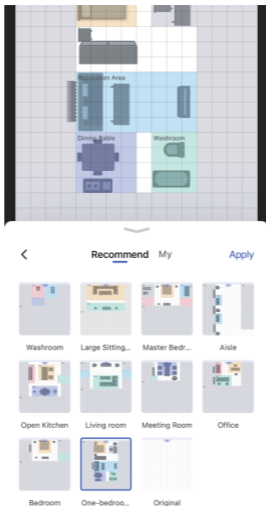 Reception Area
Dining Table Washroom
Recommend My Apply
Washroom Large Sitting... Master Bedr... Aisle
Open Kitchen Living room Meeting Room Office
Bedroom One-bedroo... Original